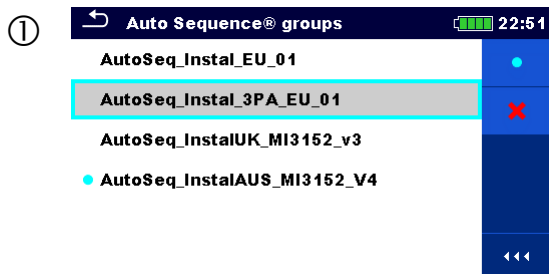 ①
Auto Sequence® groups 22:51
AutoSeq_Instal_EU_01
AutoSeq_Instal_3PA_EU_01
AutoSeq_InstalUK_MI3152_v3
AutoSeq_InstalAUS_MI3152_V4